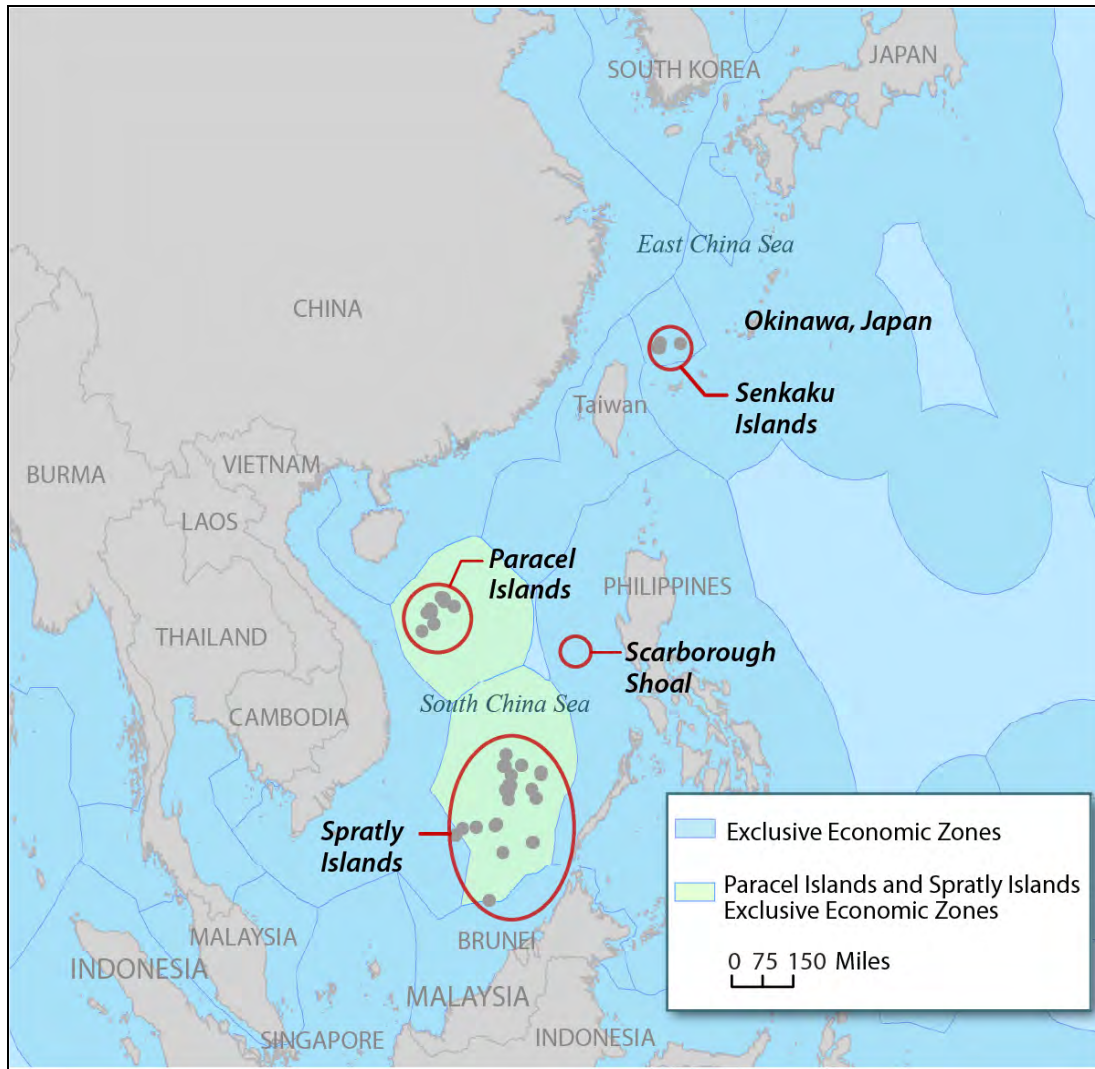 JAPAN
SOUTH KOREA
East China Sea
CHINA
Okinawa, Japan
Senkaku
Islands
Taiwan
BURMA
VIETNAM
LAOS
Paracel
Islands
PHILIPPINES
THAILAND
Scarborough
Shoal
South China Sea
CAMBODIA
Spratly
Islands
Exclusive Economic Zones
Paracel Islands and Spratly Islands
Exclusive Economic Zones
0 75 150 Miles
MALAYSIA
BRUNEI
INDONESIA
MALAYSIA
SINGAPORE
INDONESIA